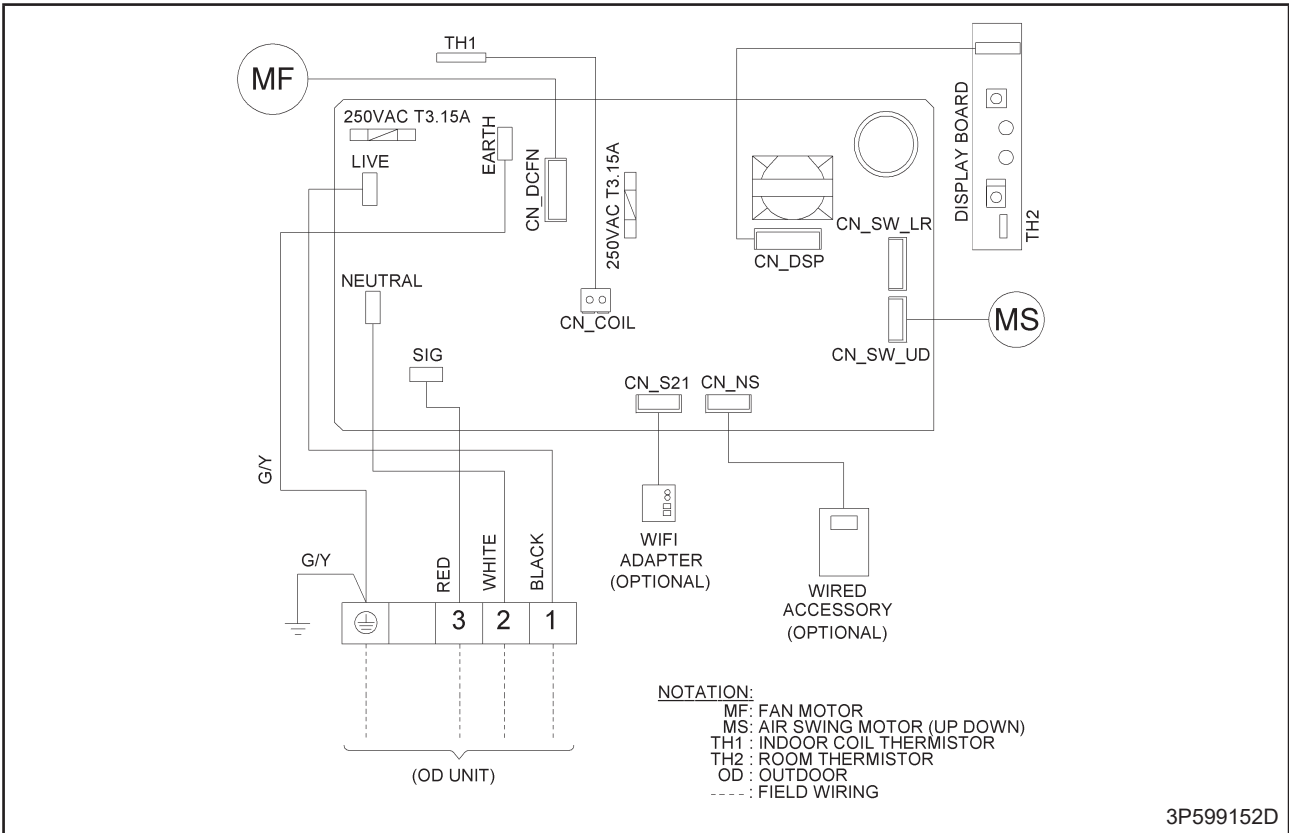 TH1
MF
250VAC T3.15A
LIVE
EARTH
CN_DCFN
250VAC T3.15A
DISPLAY BOARD
TH2
CN_SW_LR
CN_DSP
NEUTRAL
CN_COIL
MS
CN_SW_UD
SIG
CN_S21
CN_NS
G/Y
WIFI
ADAPTER
(OPTIONAL)
WIRED
ACCESSORY
(OPTIONAL)
G/Y
RED
WHITE
BLACK
3 2 1
(OD UNIT)
NOTATION:
MF: FAN MOTOR
MS: AIR SWING MOTOR (UP DOWN)
TH1 : INDOOR COIL THERMISTOR
TH2 : ROOM THERMISTOR
OD : OUTDOOR
---- : FIELD WIRING
3P599152D